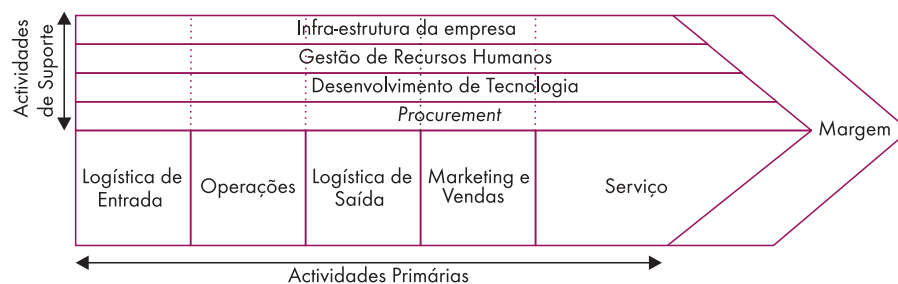 Actividades
de Suporte
Infra-estrutura da empresa
Gestão de Recursos Humanos
Desenvolvimento de Tecnologia
Procurement
Logística de
Entrada
Operações
Logística de
Saída
Marketing e
Vendas
Serviço
Margem
Actividades Primárias